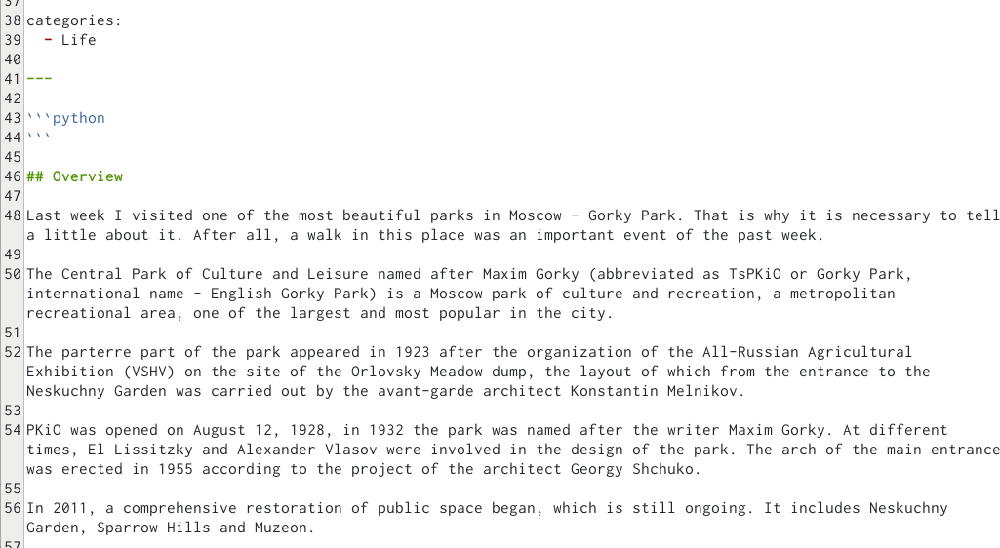 37
38 categories:
39   - Life
40
41 ---
42
43 ```python
44 ```
45
46 ## Overview
47
48 Last week I visited one of the most beautiful parks in Moscow - Gorky Park. That is why it is necessary to tell
a little about it. After all, a walk in this place was an important event of the past week.
49
50 The Central Park of Culture and Leisure named after Maxim Gorky (abbreviated as TsPKiO or Gorky Park,
international name - English Gorky Park) is a Moscow park of culture and recreation, a metropolitan
recreational area, one of the largest and most popular in the city.
51
52 The parterre part of the park appeared in 1923 after the organization of the All-Russian Agricultural
Exhibition (VSHV) on the site of the Orlovsky Meadow dump, the layout of which from the entrance to the
Neskuchny Garden was carried out by the avant-garde architect Konstantin Melnikov.
53
54 PKiO was opened on August 12, 1928, in 1932 the park was named after the writer Maxim Gorky. At different
times, El Lissitzky and Alexander Vlasov were involved in the design of the park. The arch of the main entrance
was erected in 1955 according to the project of the architect Georgy Shchuko.
55
56 In 2011, a comprehensive restoration of public space began, which is still ongoing. It includes Neskuchny
Garden, Sparrow Hills and Muzeon.
57